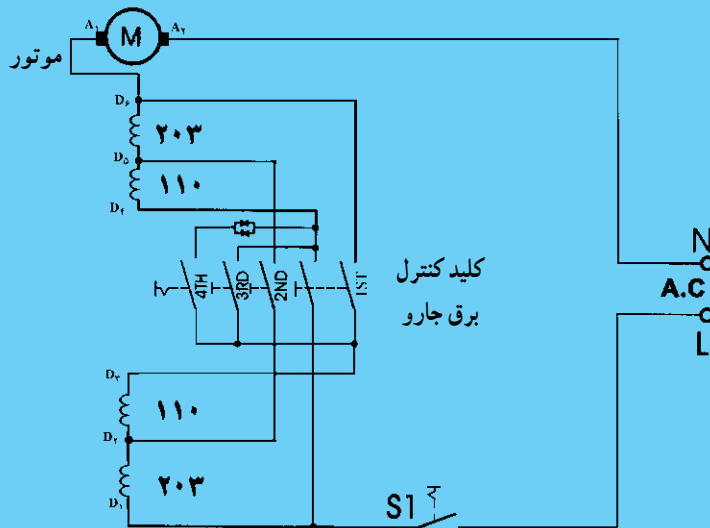 A۱
M
A۲
موتور
D۶
۲۰۳
D۵
۱۱۰
D۴
4TH
3RD
2ND
1ST
کلید کنترل
برق جارو
N
A.C
L
D۳
۱۱۰
D۲
۲۰۳
D۱
S1